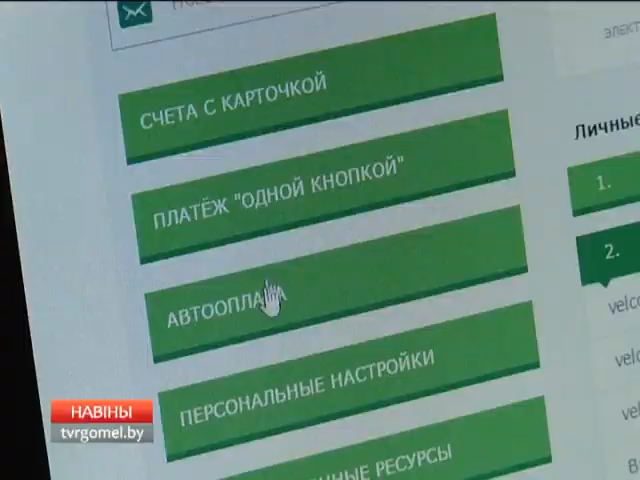 СЧЕТА С КАРТОЧКОЙ
ПЛАТЁЖ "ОДНОЙ КНОПКОЙ"
АВТООПЛАТА
ПЕРСОНАЛЬНЫЕ НАСТРОЙКИ
РЕСУРСЫ
Личные
1.
2.
НАВІНЫ
tvrgomel.by